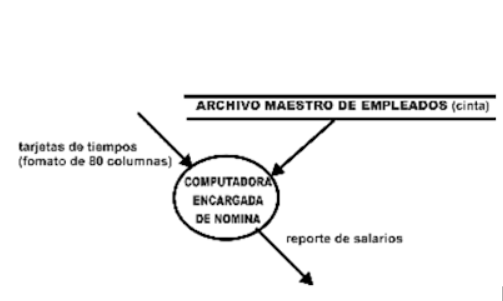 ARCHIVO MAESTRO DE EMPLEADOS (cinta)
tarjetas de tiempos
(fomato de 80 columnas)
COMPUTADORA
ENCARGADA
DE NOMINA
reporte de salarios